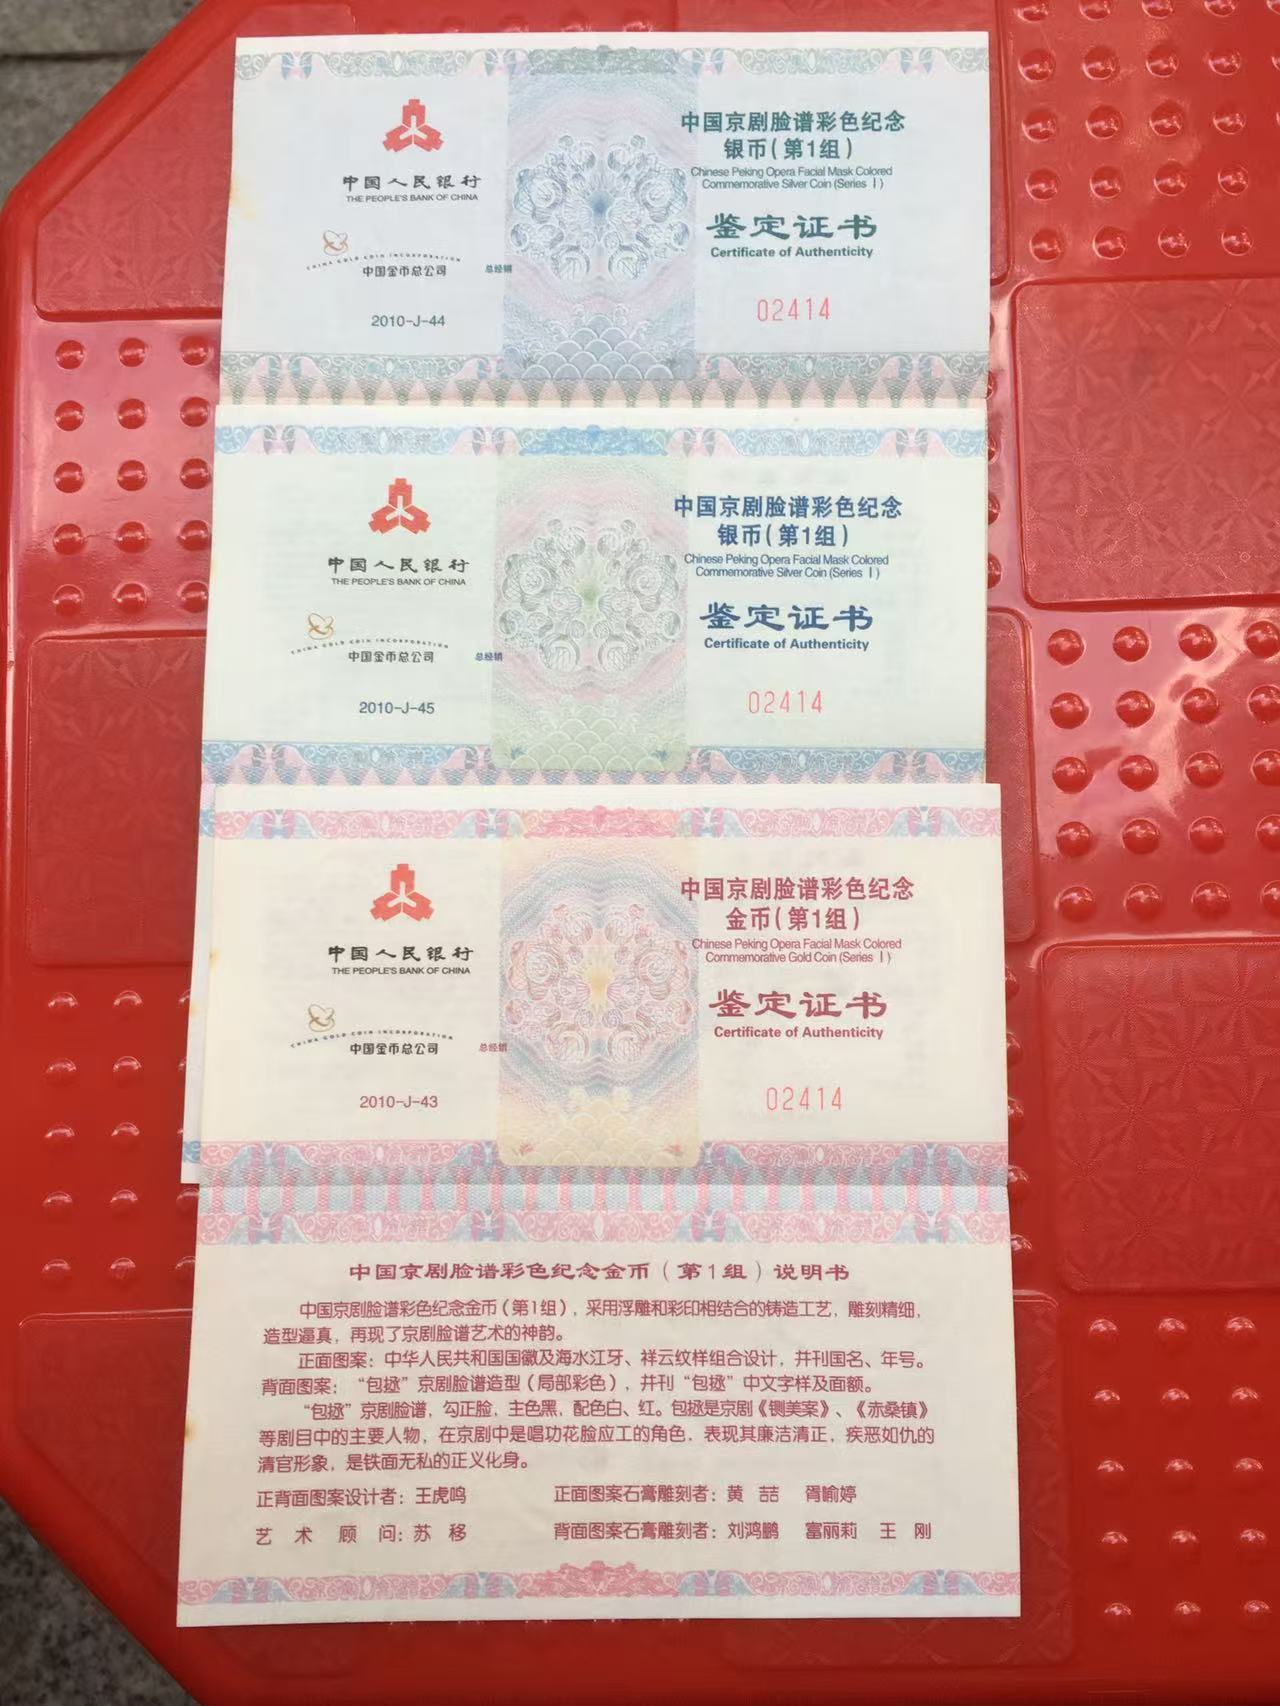 中国人民银行
THE PEOPLE'S BANK OF CHINA
CHINA GOLD COIN INCORPORATION
中国金币总公司
总经销
2010-J-44
中国京剧脸谱彩色纪念
银币(第1组)
Chinese Peking Opera Facial Mask Colored
Commemorative Silver Coin (Series Ⅰ)
鉴定证书
Certificate of Authenticity
02414
中国人民银行
THE PEOPLE'S BANK OF CHINA
CHINA GOLD COIN INCORPORATION
中国金币总公司
总经销
2010-J-45
中国京剧脸谱彩色纪念
银币(第1组)
Chinese Peking Opera Facial Mask Colored
Commemorative Silver Coin (Series Ⅰ)
鉴定证书
Certificate of Authenticity
02414
中国人民银行
THE PEOPLE'S BANK OF CHINA
CHINA GOLD COIN INCORPORATION
中国金币总公司
总经销
2010-J-43
中国京剧脸谱彩色纪念
金币(第1组)
Chinese Peking Opera Facial Mask Colored
Commemorative Gold Coin (Series Ⅰ)
鉴定证书
Certificate of Authenticity
02414
中国京剧脸谱彩色纪念金币(第1组)说明书
中国京剧脸谱彩色纪念金币(第1组)，采用浮雕和彩印相结合的铸造工艺，雕刻精细，
造型逼真，再现了京剧脸谱艺术的神韵。
正面图案：中华人民共和国国徽及海水江牙、祥云纹样组合设计，并刊国名、年号。
背面图案：“包拯”京剧脸谱造型(局部彩色)，并刊“包拯”中文字样及面额。
“包拯”京剧脸谱，勾正脸，主色黑，配色白、红。包拯是京剧《铡美案》、《赤桑镇》
等剧目中的主要人物，在京剧中是唱功花脸应工的角色，表现其廉洁清正，疾恶如仇的
清官形象，是铁面无私的正义化身。
正背面图案设计者：王虎鸣 正面图案石膏雕刻者：黄 喆 胥喻婷
艺术顾问：苏 移 背面图案石膏雕刻者：刘鸿鹏 富丽莉 王 刚